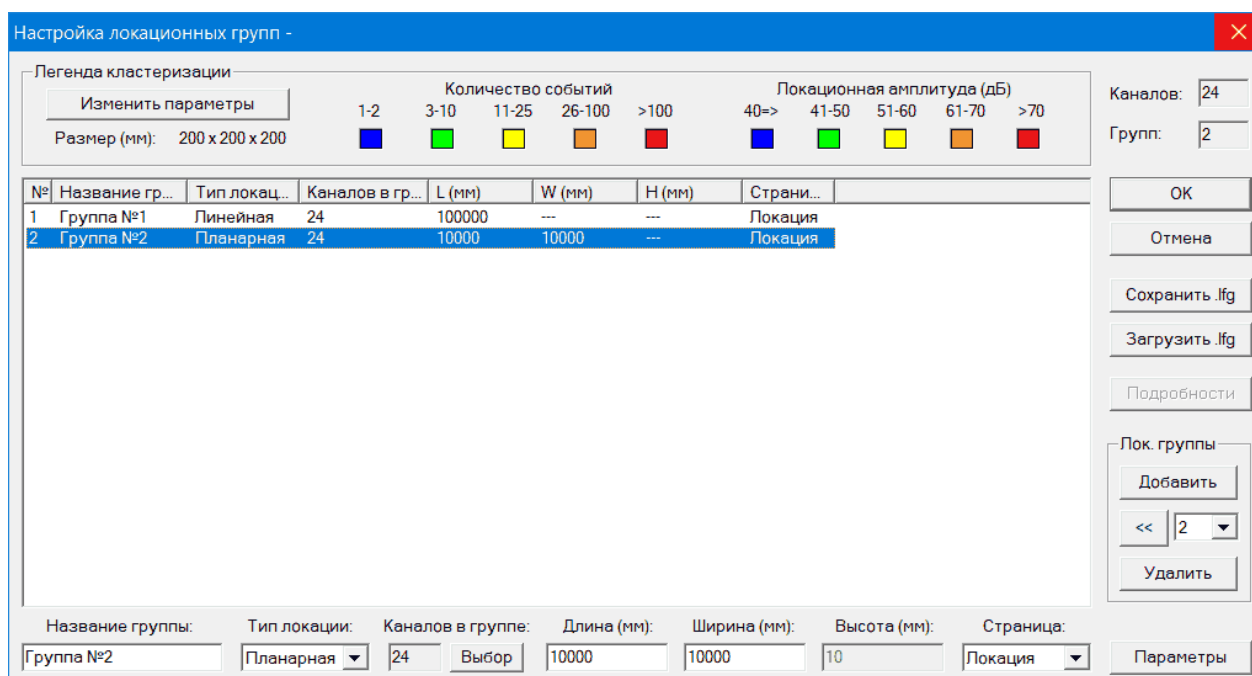 Настройка локационных групп -
Легенда кластеризации
Количество событий
Локационная амплитуда (дБ)
Каналов: 24
Изменить параметры
1-2 3-10 11-25 26-100 >100 40=> 41-50 51-60 61-70 >70
Размер (мм): 200 x 200 x 200
Групп: 2
№ Название гр... Тип локац... Каналов в гр... L (мм) W (мм) H (мм) Страни...
1 Группа №1 Линейная 24 100000 --- --- Локация
2 Группа №2 Планарная 24 10000 10000 --- Локация
OK
Отмена
Сохранить .lfg
Загрузить .lfg
Подробности
Лок. группы
Добавить
<< 2
Удалить
Название группы: Тип локации: Каналов в группе: Длина (мм): Ширина (мм): Высота (мм): Страница:
Группа №2 Планарная 24 Выбор 10000 10000 10 Локация Параметры